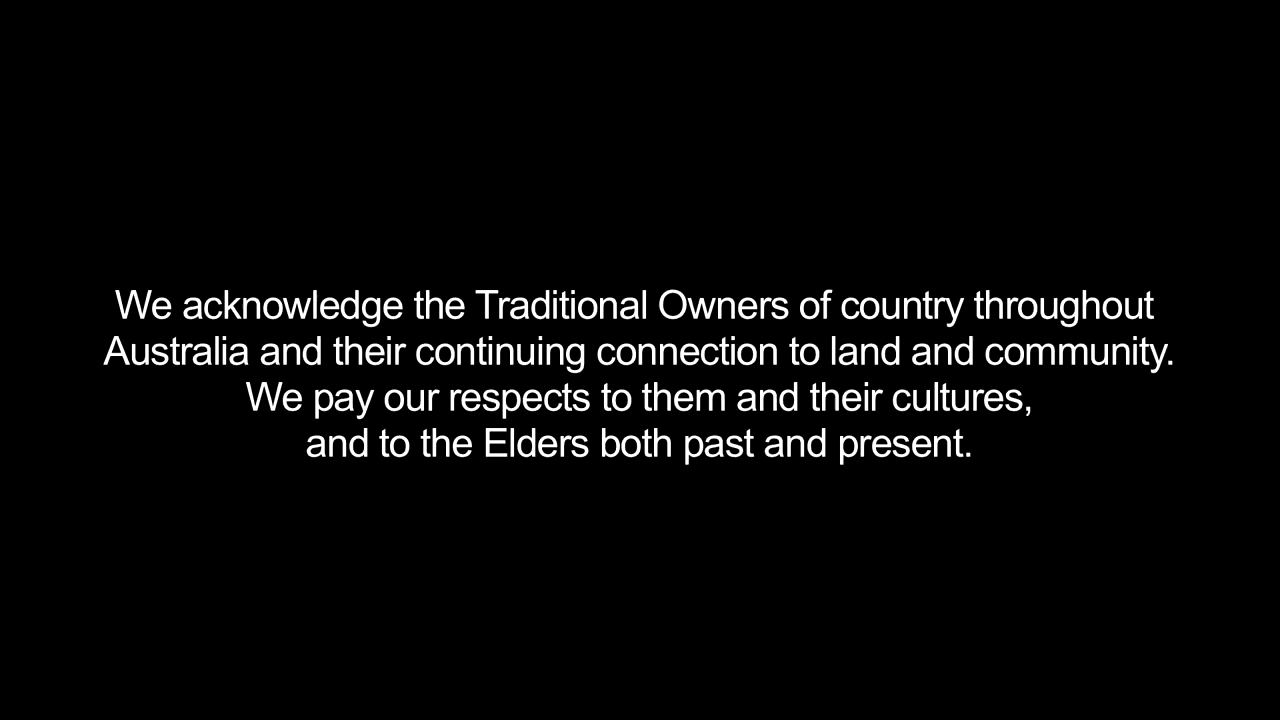 We acknowledge the Traditional Owners of country throughout
Australia and their continuing connection to land and community.
We pay our respects to them and their cultures,
and to the Elders both past and present.